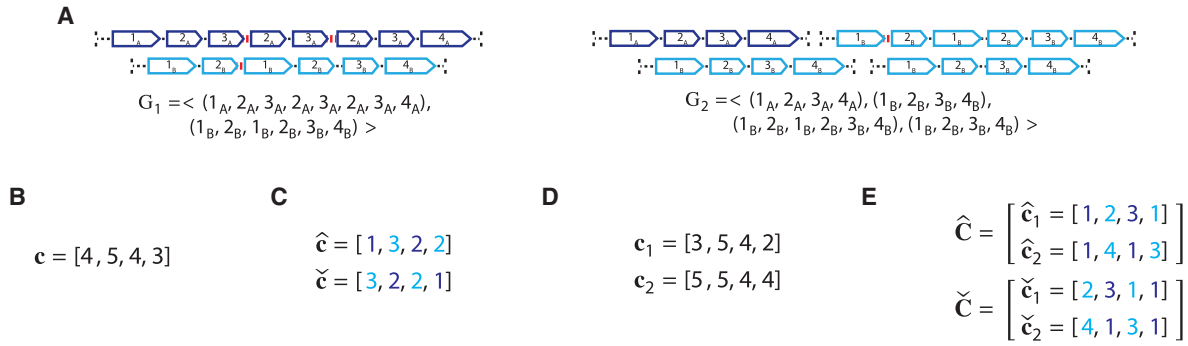 A
1A 2A 3A 2A 3A 2A 3A 4A
1B 2B 1B 2B 3B 4B
G1 =< (1A, 2A, 3A, 2A, 3A, 2A, 3A, 4A),
(1B, 2B, 1B, 2B, 3B, 4B) >
1A 2A 3A 4A 1B 2B 1B 2B 3B 4B
1B 2B 3B 4B 1B 2B 3B 4B
G2 =< (1A, 2A, 3A, 4A), (1B, 2B, 3B, 4B),
(1B, 2B, 1B, 2B, 3B, 4B), (1B, 2B, 3B, 4B) >
B
c = [4, 5, 4, 3]
C
ĉ = [1, 3, 2, 2]
č = [3, 2, 2, 1]
D
c1 = [3, 5, 4, 2]
c2 = [5, 5, 4, 4]
E
Ĉ = [ ĉ1 = [1, 2, 3, 1]
ĉ2 = [1, 4, 1, 3] ]
Č = [ č1 = [2, 3, 1, 1]
č2 = [4, 1, 3, 1] ]